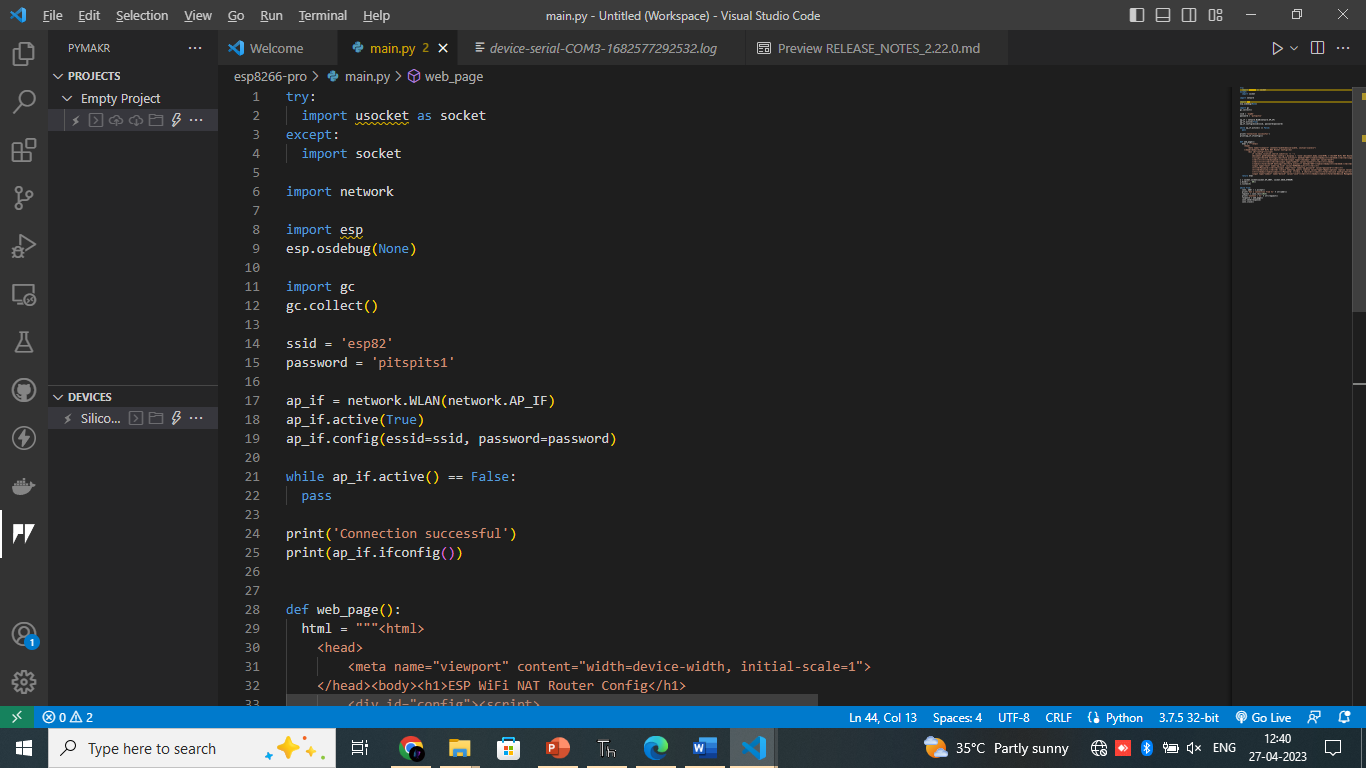 File Edit Selection View Go Run Terminal Help
main.py - Untitled (Workspace) - Visual Studio Code
PYMAKR
PROJECTS
Empty Project
DEVICES
Silico...
1
Welcome
main.py 2
device-serial-COM3-1682577292532.log
Preview RELEASE_NOTES_2.22.0.md
esp8266-pro > main.py > web_page
1 try:
2 import usocket as socket
3 except:
4 import socket
5
6 import network
7
8 import esp
9 esp.osdebug(None)
10
11 import gc
12 gc.collect()
13
14 ssid = 'esp82'
15 password = 'pitspits1'
16
17 ap_if = network.WLAN(network.AP_IF)
18 ap_if.active(True)
19 ap_if.config(essid=ssid, password=password)
20
21 while ap_if.active() == False:
22 pass
23
24 print('Connection successful')
25 print(ap_if.ifconfig())
26
27
28 def web_page():
29 html = """<html>
30 <head>
31 <meta name="viewport" content="width=device-width, initial-scale=1">
32 </head><body><h1>ESP WiFi NAT Router Config</h1>
33 <div id="config"><script>
0 2
Ln 44, Col 13 Spaces: 4 UTF-8 CRLF Python 3.7.5 32-bit Go Live
Type here to search
35°C Partly sunny
ENG
12:40
27-04-2023